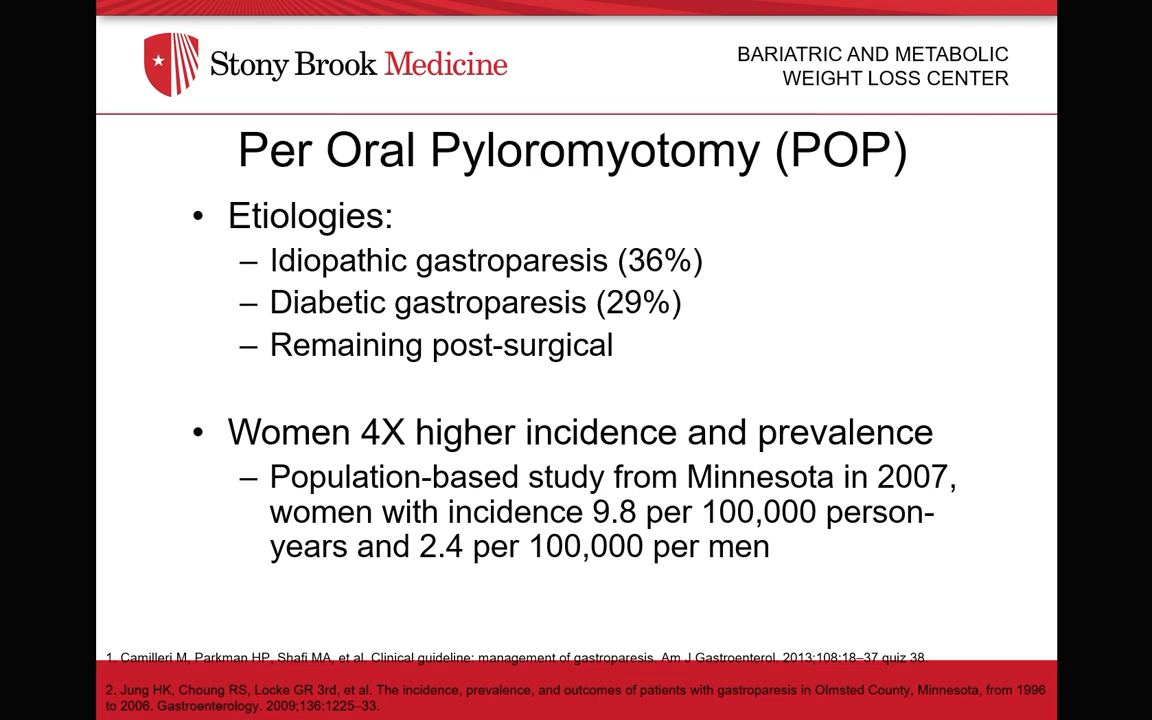 Stony Brook Medicine
BARIATRIC AND METABOLIC
WEIGHT LOSS CENTER
Per Oral Pyloromyotomy (POP)
• Etiologies:
– Idiopathic gastroparesis (36%)
– Diabetic gastroparesis (29%)
– Remaining post-surgical
• Women 4X higher incidence and prevalence
– Population-based study from Minnesota in 2007,
women with incidence 9.8 per 100,000 person-
years and 2.4 per 100,000 per men
1. Camilleri M, Parkman HP, Shafi MA, et al. Clinical guideline: management of gastroparesis. Am J Gastroenterol. 2013;108:18–37 quiz 38.
2. Jung HK, Choung RS, Locke GR 3rd, et al. The incidence, prevalence, and outcomes of patients with gastroparesis in Olmsted County, Minnesota, from 1996
to 2006. Gastroenterology. 2009;136:1225–33.